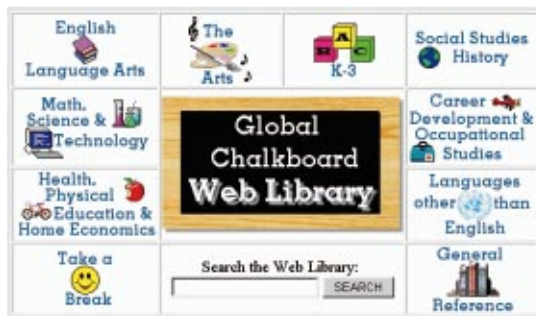 English
Language Arts
The
Arts
A
B C
K-3
Social Studies
History
Math,
Science &
Technology
Global
Chalkboard
Web Library
Career
Development &
Occupational
Studies
Health,
Physical
Education &
Home Economics
Languages
other than
English
Take a
Break
Search the Web Library:
SEARCH
General
Reference